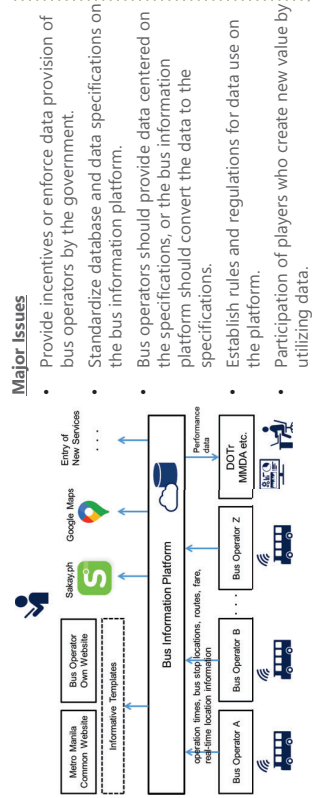 Metro Manila
Common Website
Bus Operator
Own Website
Informative Templates
Sakay.ph
S
Google Maps
Entry of
New Services
. . .
Bus Information Platform
operation times, bus stop locations, routes, fare,
real-time location information
Performance
data
Bus Operator A
Bus Operator B
. . .
Bus Operator Z
DOTr
MMDA etc.
Major Issues
• Provide incentives or enforce data provision of
bus operators by the government.
• Standardize database and data specifications on
the bus information platform.
• Bus operators should provide data centered on
the specifications, or the bus information
platform should convert the data to the
specifications.
• Establish rules and regulations for data use on
the platform.
• Participation of players who create new value by
utilizing data.